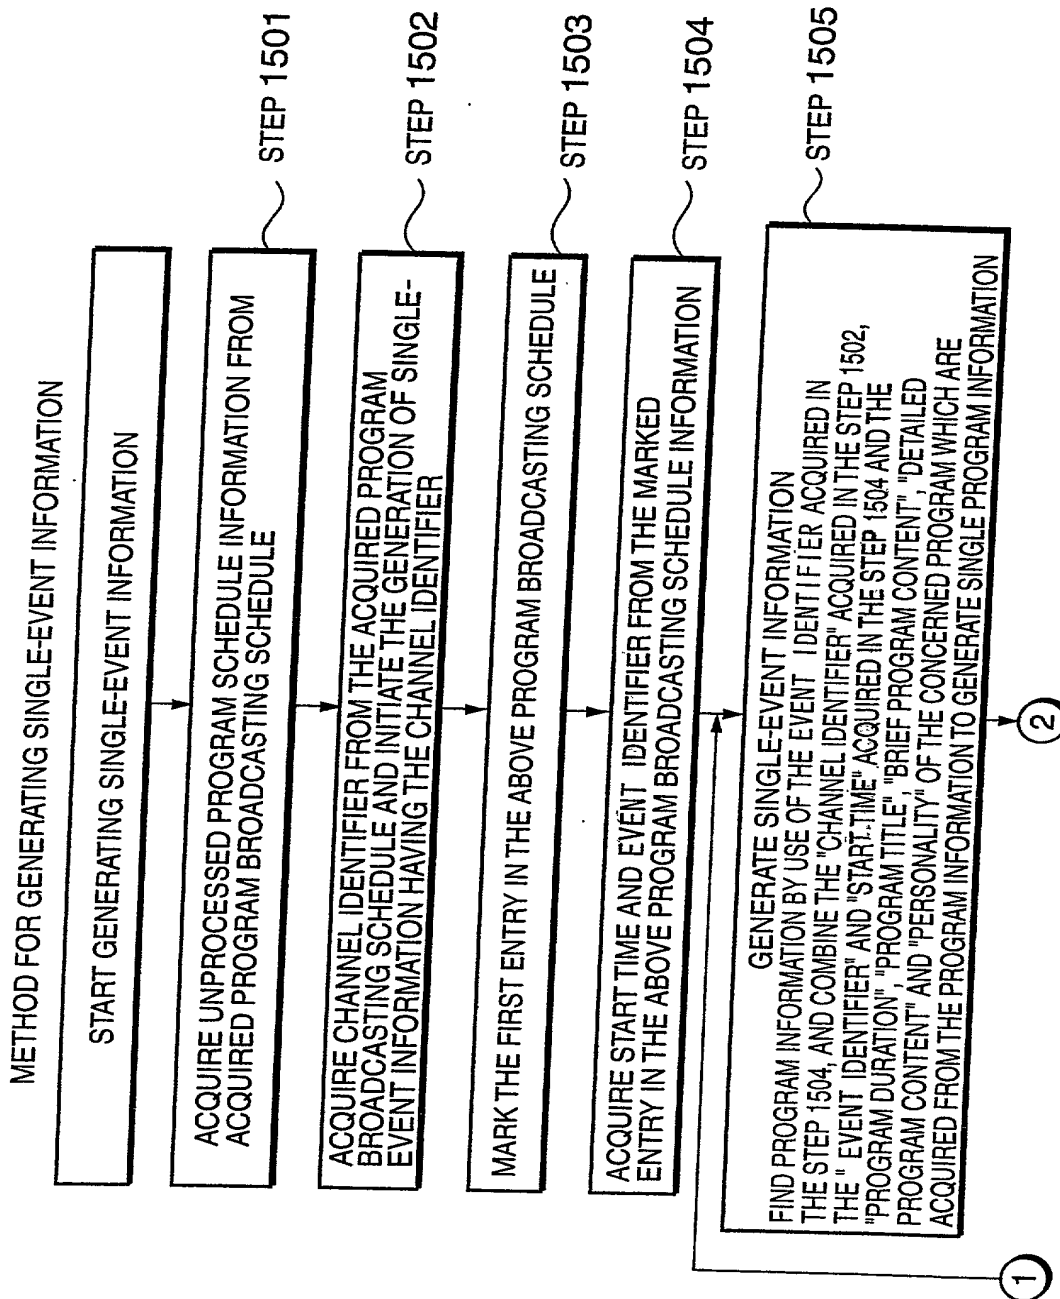 METHOD FOR GENERATING SINGLE-EVENT INFORMATION
START GENERATING SINGLE-EVENT INFORMATION
ACQUIRE UNPROCESSED PROGRAM SCHEDULE INFORMATION FROM
ACQUIRED PROGRAM BROADCASTING SCHEDULE
STEP 1501
ACQUIRE CHANNEL IDENTIFIER FROM THE ACQUIRED PROGRAM
BROADCASTING SCHEDULE AND INITIATE THE GENERATION OF SINGLE-
EVENT INFORMATION HAVING THE CHANNEL IDENTIFIER
STEP 1502
MARK THE FIRST ENTRY IN THE ABOVE PROGRAM BROADCASTING SCHEDULE
STEP 1503
ACQUIRE START TIME AND EVENT IDENTIFIER FROM THE MARKED
ENTRY IN THE ABOVE PROGRAM BROADCASTING SCHEDULE INFORMATION
STEP 1504
GENERATE SINGLE-EVENT INFORMATION
FIND PROGRAM INFORMATION BY USE OF THE EVENT IDENTIFIER ACQUIRED IN
THE STEP 1504, AND COMBINE THE "CHANNEL IDENTIFIER" ACQUIRED IN THE STEP 1502,
THE " EVENT IDENTIFIER" AND "START TIME" ACQUIRED IN THE STEP 1504 AND THE
"PROGRAM DURATION", "PROGRAM TITLE", "BRIEF PROGRAM CONTENT", "DETAILED
PROGRAM CONTENT" AND "PERSONALITY" OF THE CONCERNED PROGRAM WHICH ARE
ACQUIRED FROM THE PROGRAM INFORMATION TO GENERATE SINGLE PROGRAM INFORMATION
STEP 1505
1
2